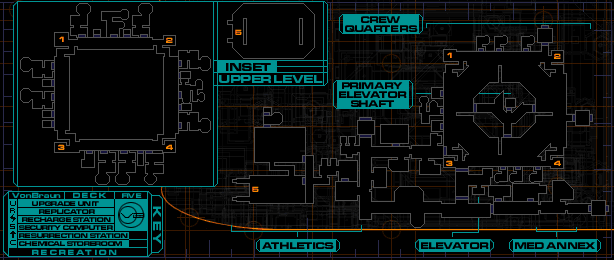 CREW
QUARTERS
1
2
5
INSET
UPPER LEVEL
1
2
PRIMARY
ELEVATOR
SHAFT
3
4
3
4
5
VonBraun DECK FIVE
U UPGRADE UNIT
R REPLICATOR
RECHARGE STATION
SECURITY COMPUTER
RESURRECTION STATION
C CHEMICAL STOREROOM
RECREATION
KEY
ATHLETICS
ELEVATOR
MED ANNEX